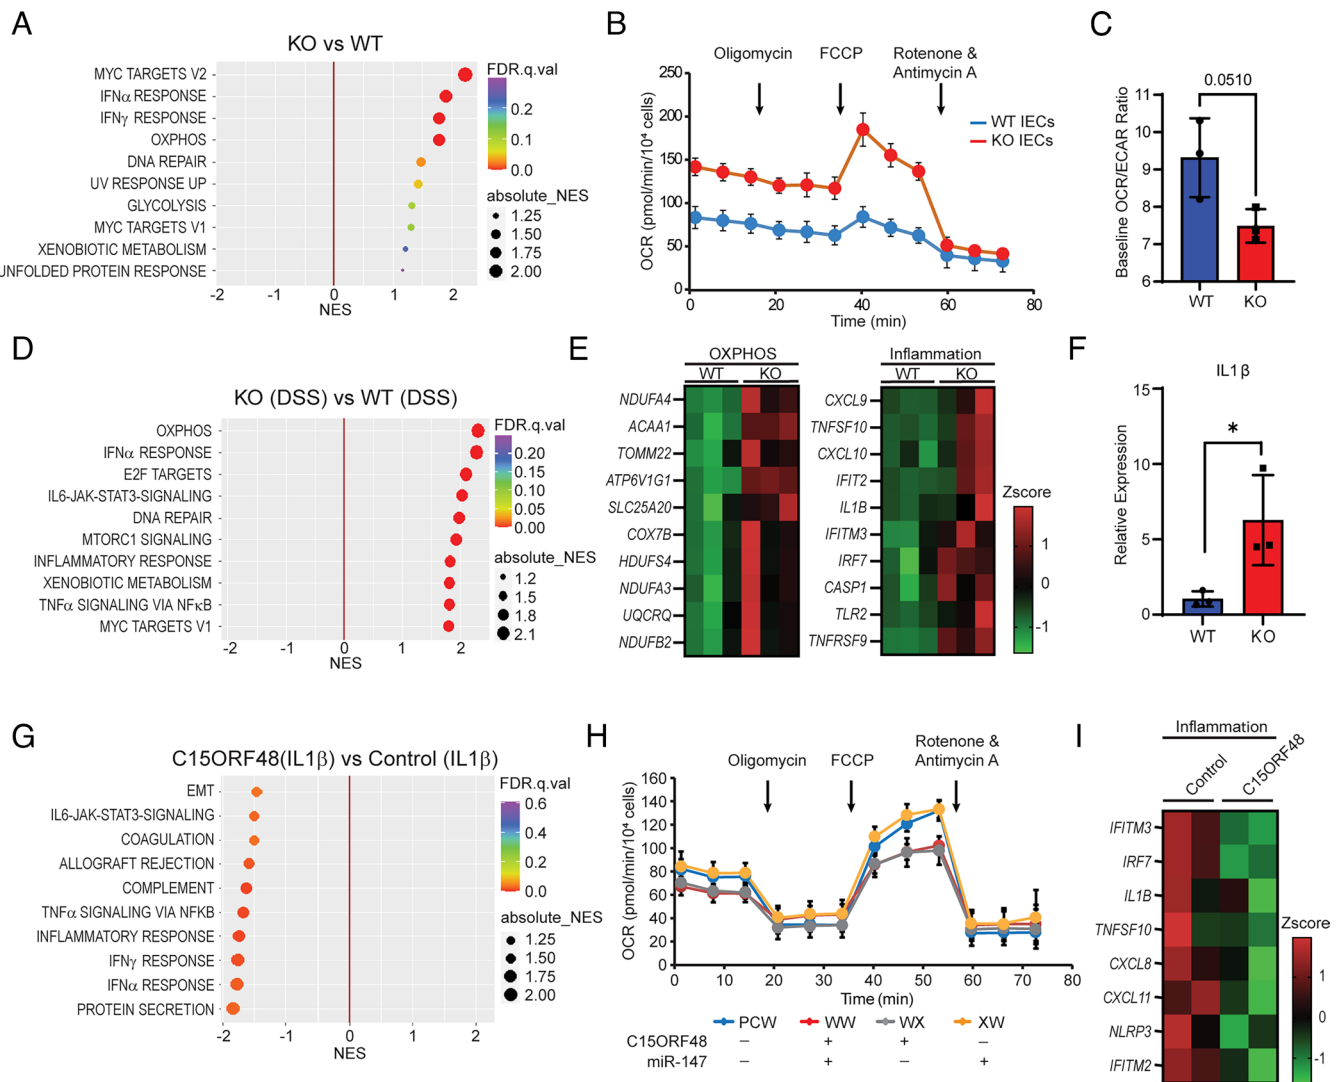 A
KO vs WT
MYC TARGETS V2
IFNα RESPONSE
IFNγ RESPONSE
OXPHOS
DNA REPAIR
UV RESPONSE UP
GLYCOLYSIS
MYC TARGETS V1
XENOBIOTIC METABOLISM
UNFOLDED PROTEIN RESPONSE
-2 -1 0 1 2
NES
FDR.q.val
0.2
0.1
0.0
absolute_NES
1.25
1.50
1.75
2.00
B
Oligomycin FCCP Rotenone &
Antimycin A
OCR (pmol/min/10⁴ cells)
250
200
150
100
50
0
0 20 40 60 80
Time (min)
WT IECs
KO IECs
C
0.0510
Baseline OCR/ECAR Ratio
11
10
9
8
7
6
WT KO
D
KO (DSS) vs WT (DSS)
OXPHOS
IFNα RESPONSE
E2F TARGETS
IL6-JAK-STAT3-SIGNALING
DNA REPAIR
MTORC1 SIGNALING
INFLAMMATORY RESPONSE
XENOBIOTIC METABOLISM
TNFα SIGNALING VIA NFκB
MYC TARGETS V1
-2 -1 0 1 2
NES
FDR.q.val
0.20
0.15
0.10
0.05
0.00
absolute_NES
1.2
1.5
1.8
2.1
E
OXPHOS
WT KO
NDUFA4
ACAA1
TOMM22
ATP6V1G1
SLC25A20
COX7B
HDUFS4
NDUFA3
UQCRQ
NDUFB2
Inflammation
WT KO
CXCL9
TNFSF10
CXCL10
IFIT2
IL1B
IFITM3
IRF7
CASP1
TLR2
TNFRSF9
Zscore
1
0
-1
F
IL1β
*
Relative Expression
15
10
5
0
WT KO
G
C15ORF48(IL1β) vs Control (IL1β)
EMT
IL6-JAK-STAT3-SIGNALING
COAGULATION
ALLOGRAFT REJECTION
COMPLEMENT
TNFα SIGNALING VIA NFKB
INFLAMMATORY RESPONSE
IFNγ RESPONSE
IFNα RESPONSE
PROTEIN SECRETION
-2 -1 0 1 2
NES
FDR.q.val
0.6
0.4
0.2
0.0
absolute_NES
1.25
1.50
1.75
2.00
H
Oligomycin FCCP Rotenone &
Antimycin A
OCR (pmol/min/10⁴ cells)
160
140
120
100
80
60
40
20
0
0 10 20 30 40 50 60 70 80
Time (min)
PCW WW WX XW
C15ORF48 – + + –
miR-147 – + – +
I
Inflammation
Control C15ORF48
IFITM3
IRF7
IL1B
TNFSF10
CXCL8
CXCL11
NLRP3
IFITM2
Zscore
1
0
-1